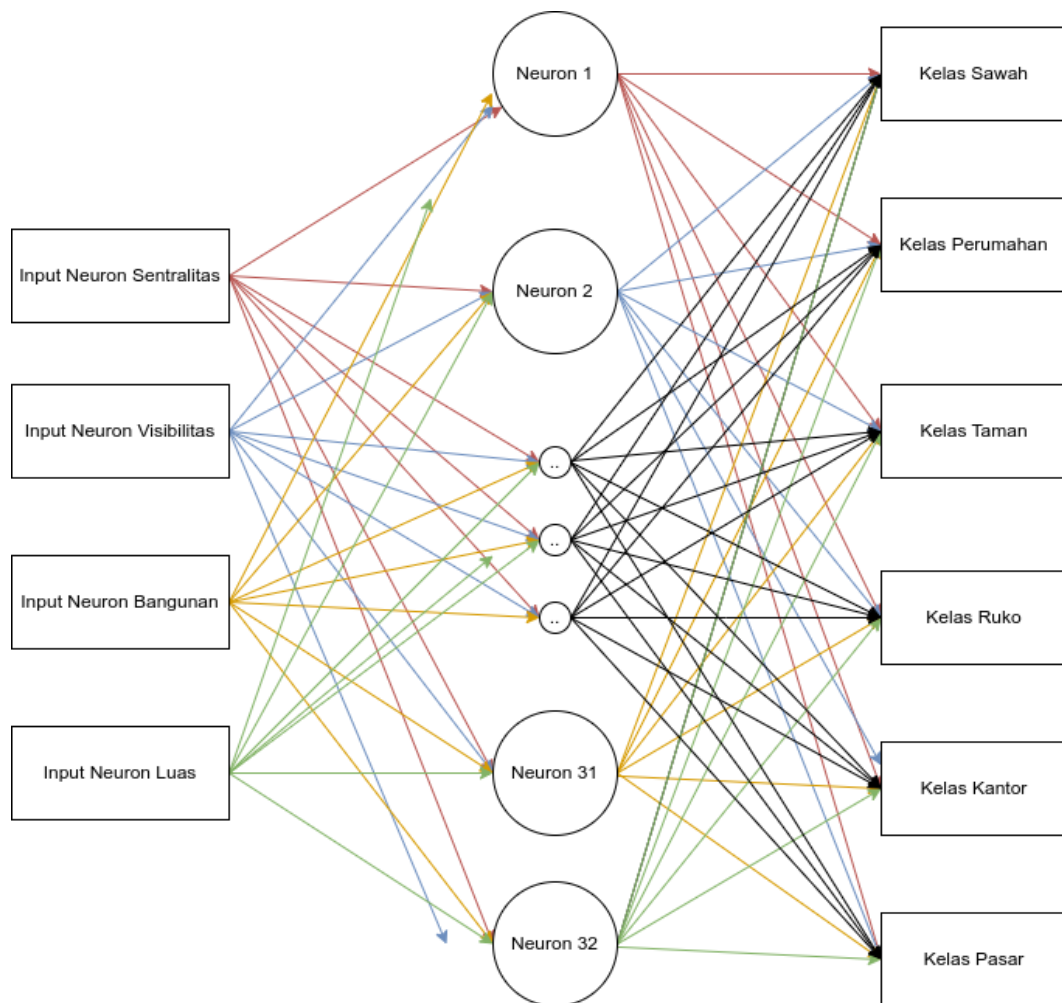 Input Neuron Sentralitas
Input Neuron Visibilitas
Input Neuron Bangunan
Input Neuron Luas
Neuron 1
Neuron 2
..
..
..
Neuron 31
Neuron 32
Kelas Sawah
Kelas Perumahan
Kelas Taman
Kelas Ruko
Kelas Kantor
Kelas Pasar